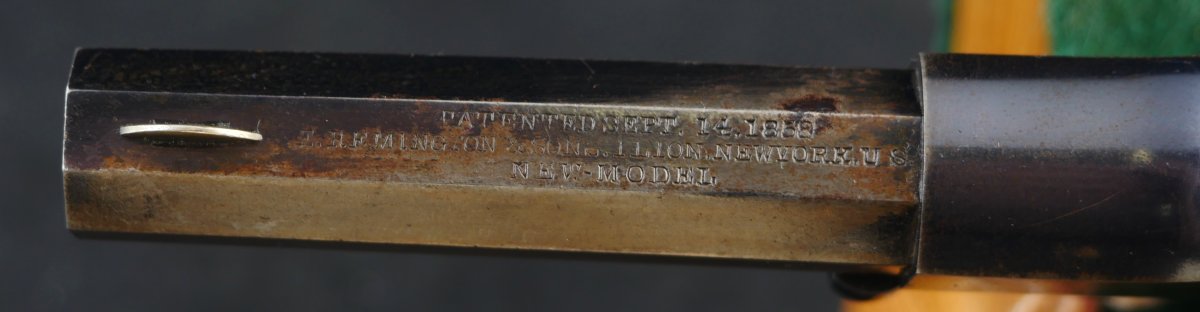 PATENTED SEPT. 14, 1858
E. REMINGTON & SONS, ILION, NEW YORK, U S
NEW-MODEL